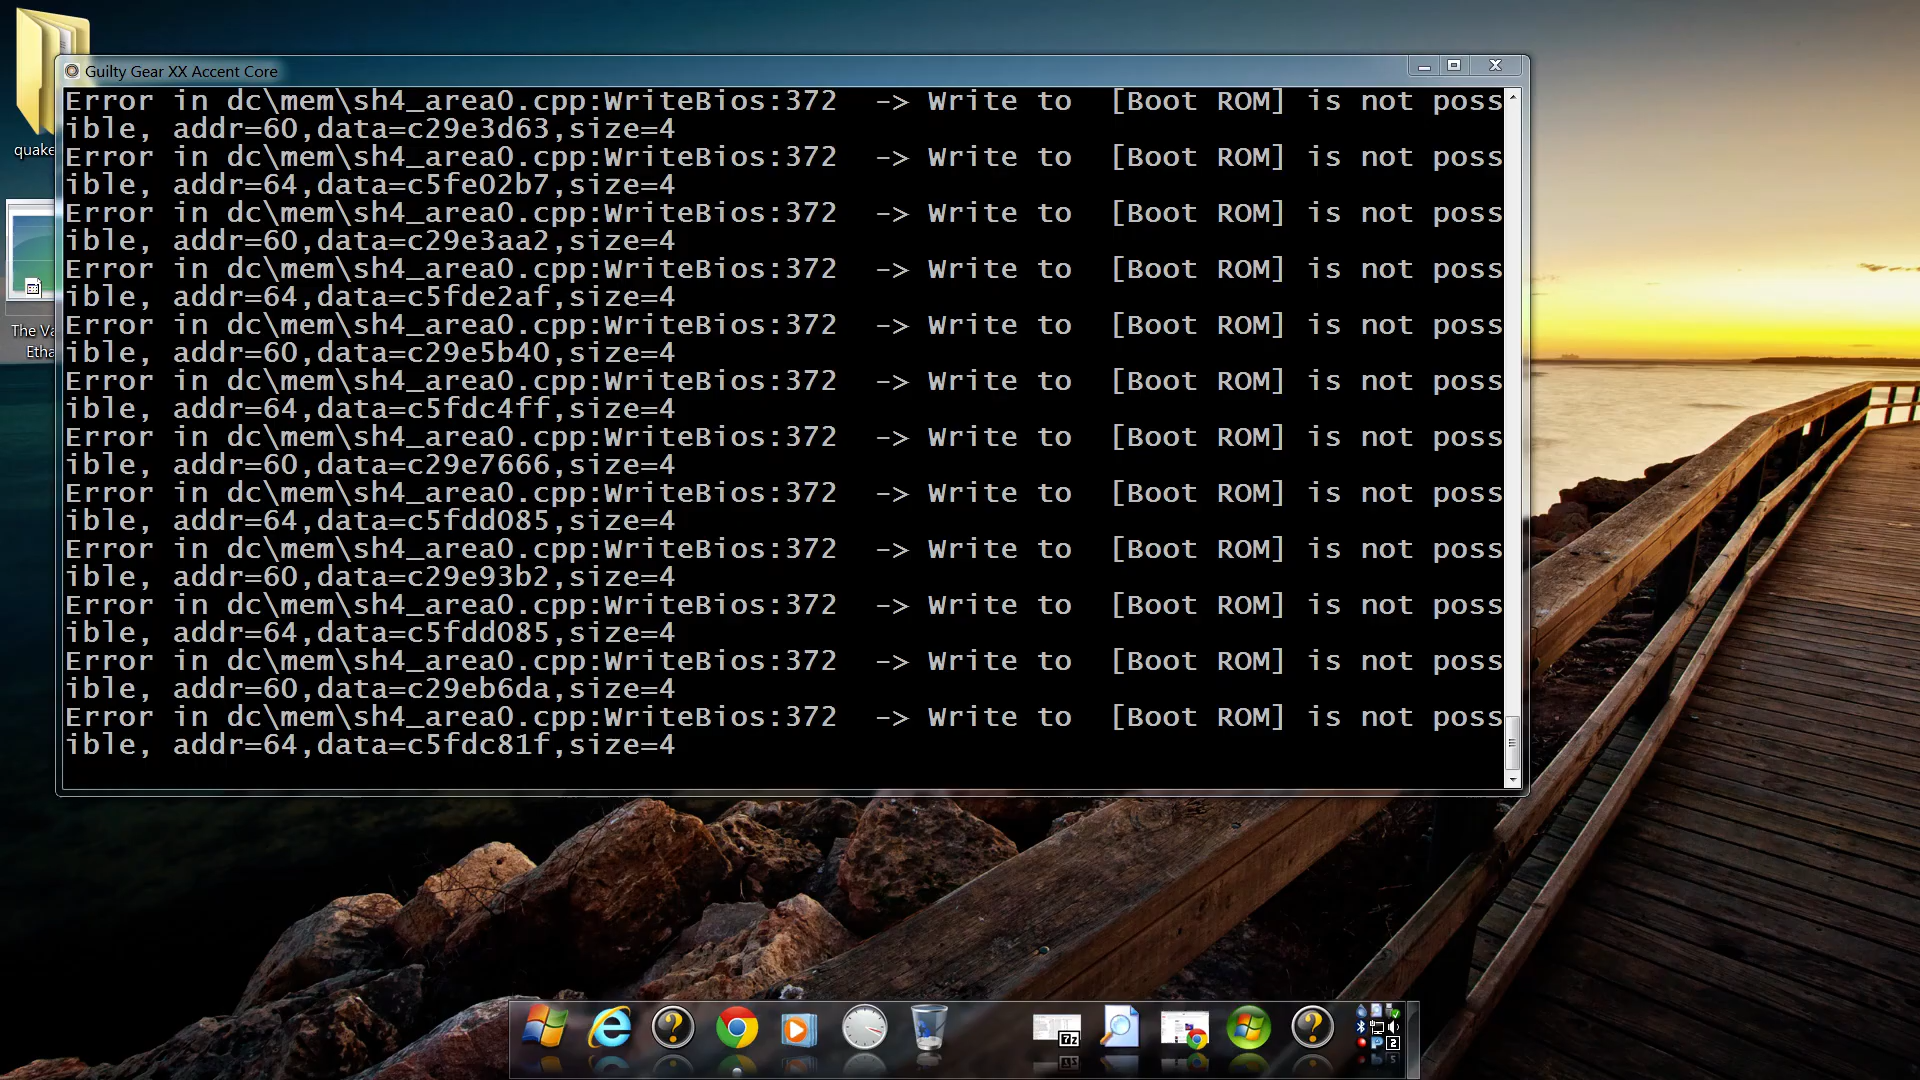 Guilty Gear XX Accent Core
Error in dc\mem\sh4_area0.cpp:WriteBios:372  -> Write to  [Boot ROM] is not poss
ible, addr=60,data=c29e3d63,size=4
Error in dc\mem\sh4_area0.cpp:WriteBios:372  -> Write to  [Boot ROM] is not poss
ible, addr=64,data=c5fe02b7,size=4
Error in dc\mem\sh4_area0.cpp:WriteBios:372  -> Write to  [Boot ROM] is not poss
ible, addr=60,data=c29e3aa2,size=4
Error in dc\mem\sh4_area0.cpp:WriteBios:372  -> Write to  [Boot ROM] is not poss
ible, addr=64,data=c5fde2af,size=4
Error in dc\mem\sh4_area0.cpp:WriteBios:372  -> Write to  [Boot ROM] is not poss
ible, addr=60,data=c29e5b40,size=4
Error in dc\mem\sh4_area0.cpp:WriteBios:372  -> Write to  [Boot ROM] is not poss
ible, addr=64,data=c5fdc4ff,size=4
Error in dc\mem\sh4_area0.cpp:WriteBios:372  -> Write to  [Boot ROM] is not poss
ible, addr=60,data=c29e7666,size=4
Error in dc\mem\sh4_area0.cpp:WriteBios:372  -> Write to  [Boot ROM] is not poss
ible, addr=64,data=c5fdd085,size=4
Error in dc\mem\sh4_area0.cpp:WriteBios:372  -> Write to  [Boot ROM] is not poss
ible, addr=60,data=c29e93b2,size=4
Error in dc\mem\sh4_area0.cpp:WriteBios:372  -> Write to  [Boot ROM] is not poss
ible, addr=64,data=c5fdd085,size=4
Error in dc\mem\sh4_area0.cpp:WriteBios:372  -> Write to  [Boot ROM] is not poss
ible, addr=60,data=c29eb6da,size=4
Error in dc\mem\sh4_area0.cpp:WriteBios:372  -> Write to  [Boot ROM] is not poss
ible, addr=64,data=c5fdc81f,size=4
quake
The Va
Etha
7z
2